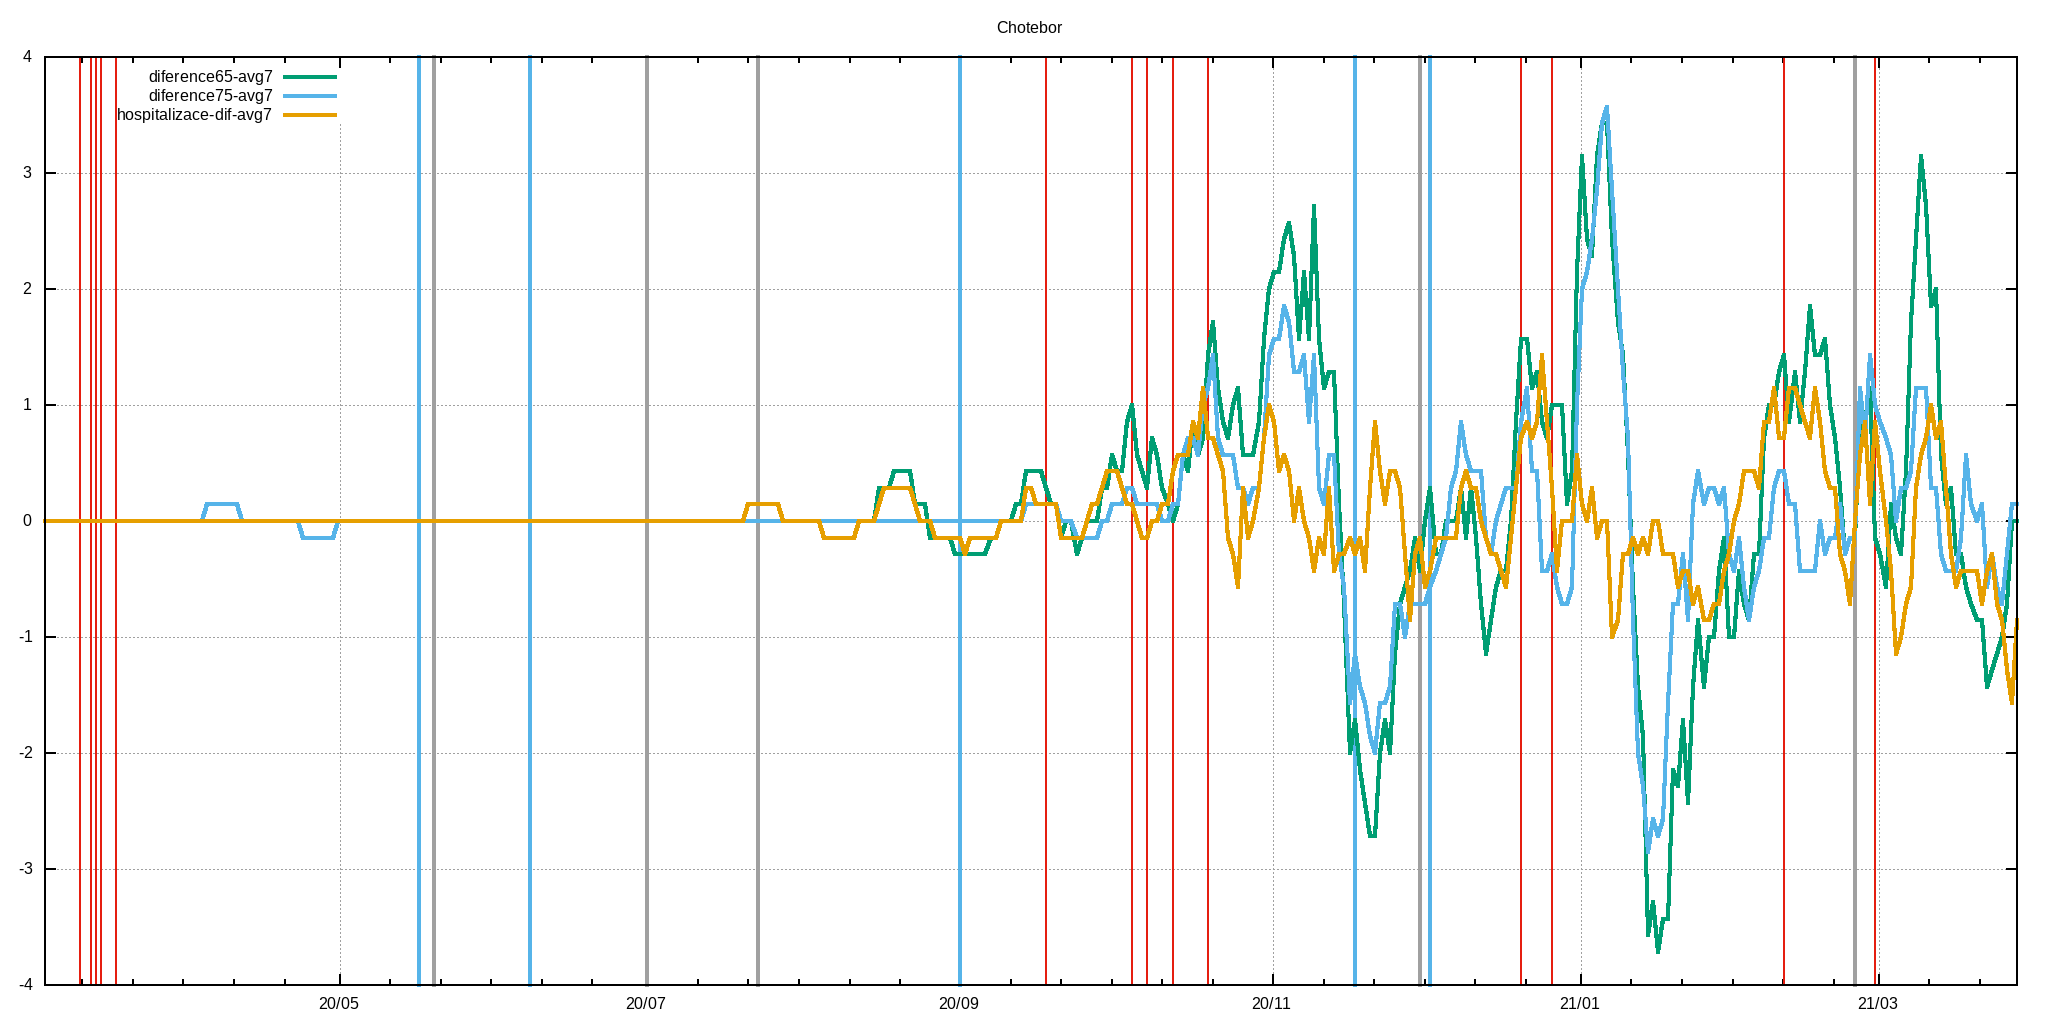 Chotebor
diference65-avg7
diference75-avg7
hospitalizace-dif-avg7
4
3
2
1
0
-1
-2
-3
-4
20/05 20/07 20/09 20/11 21/01 21/03